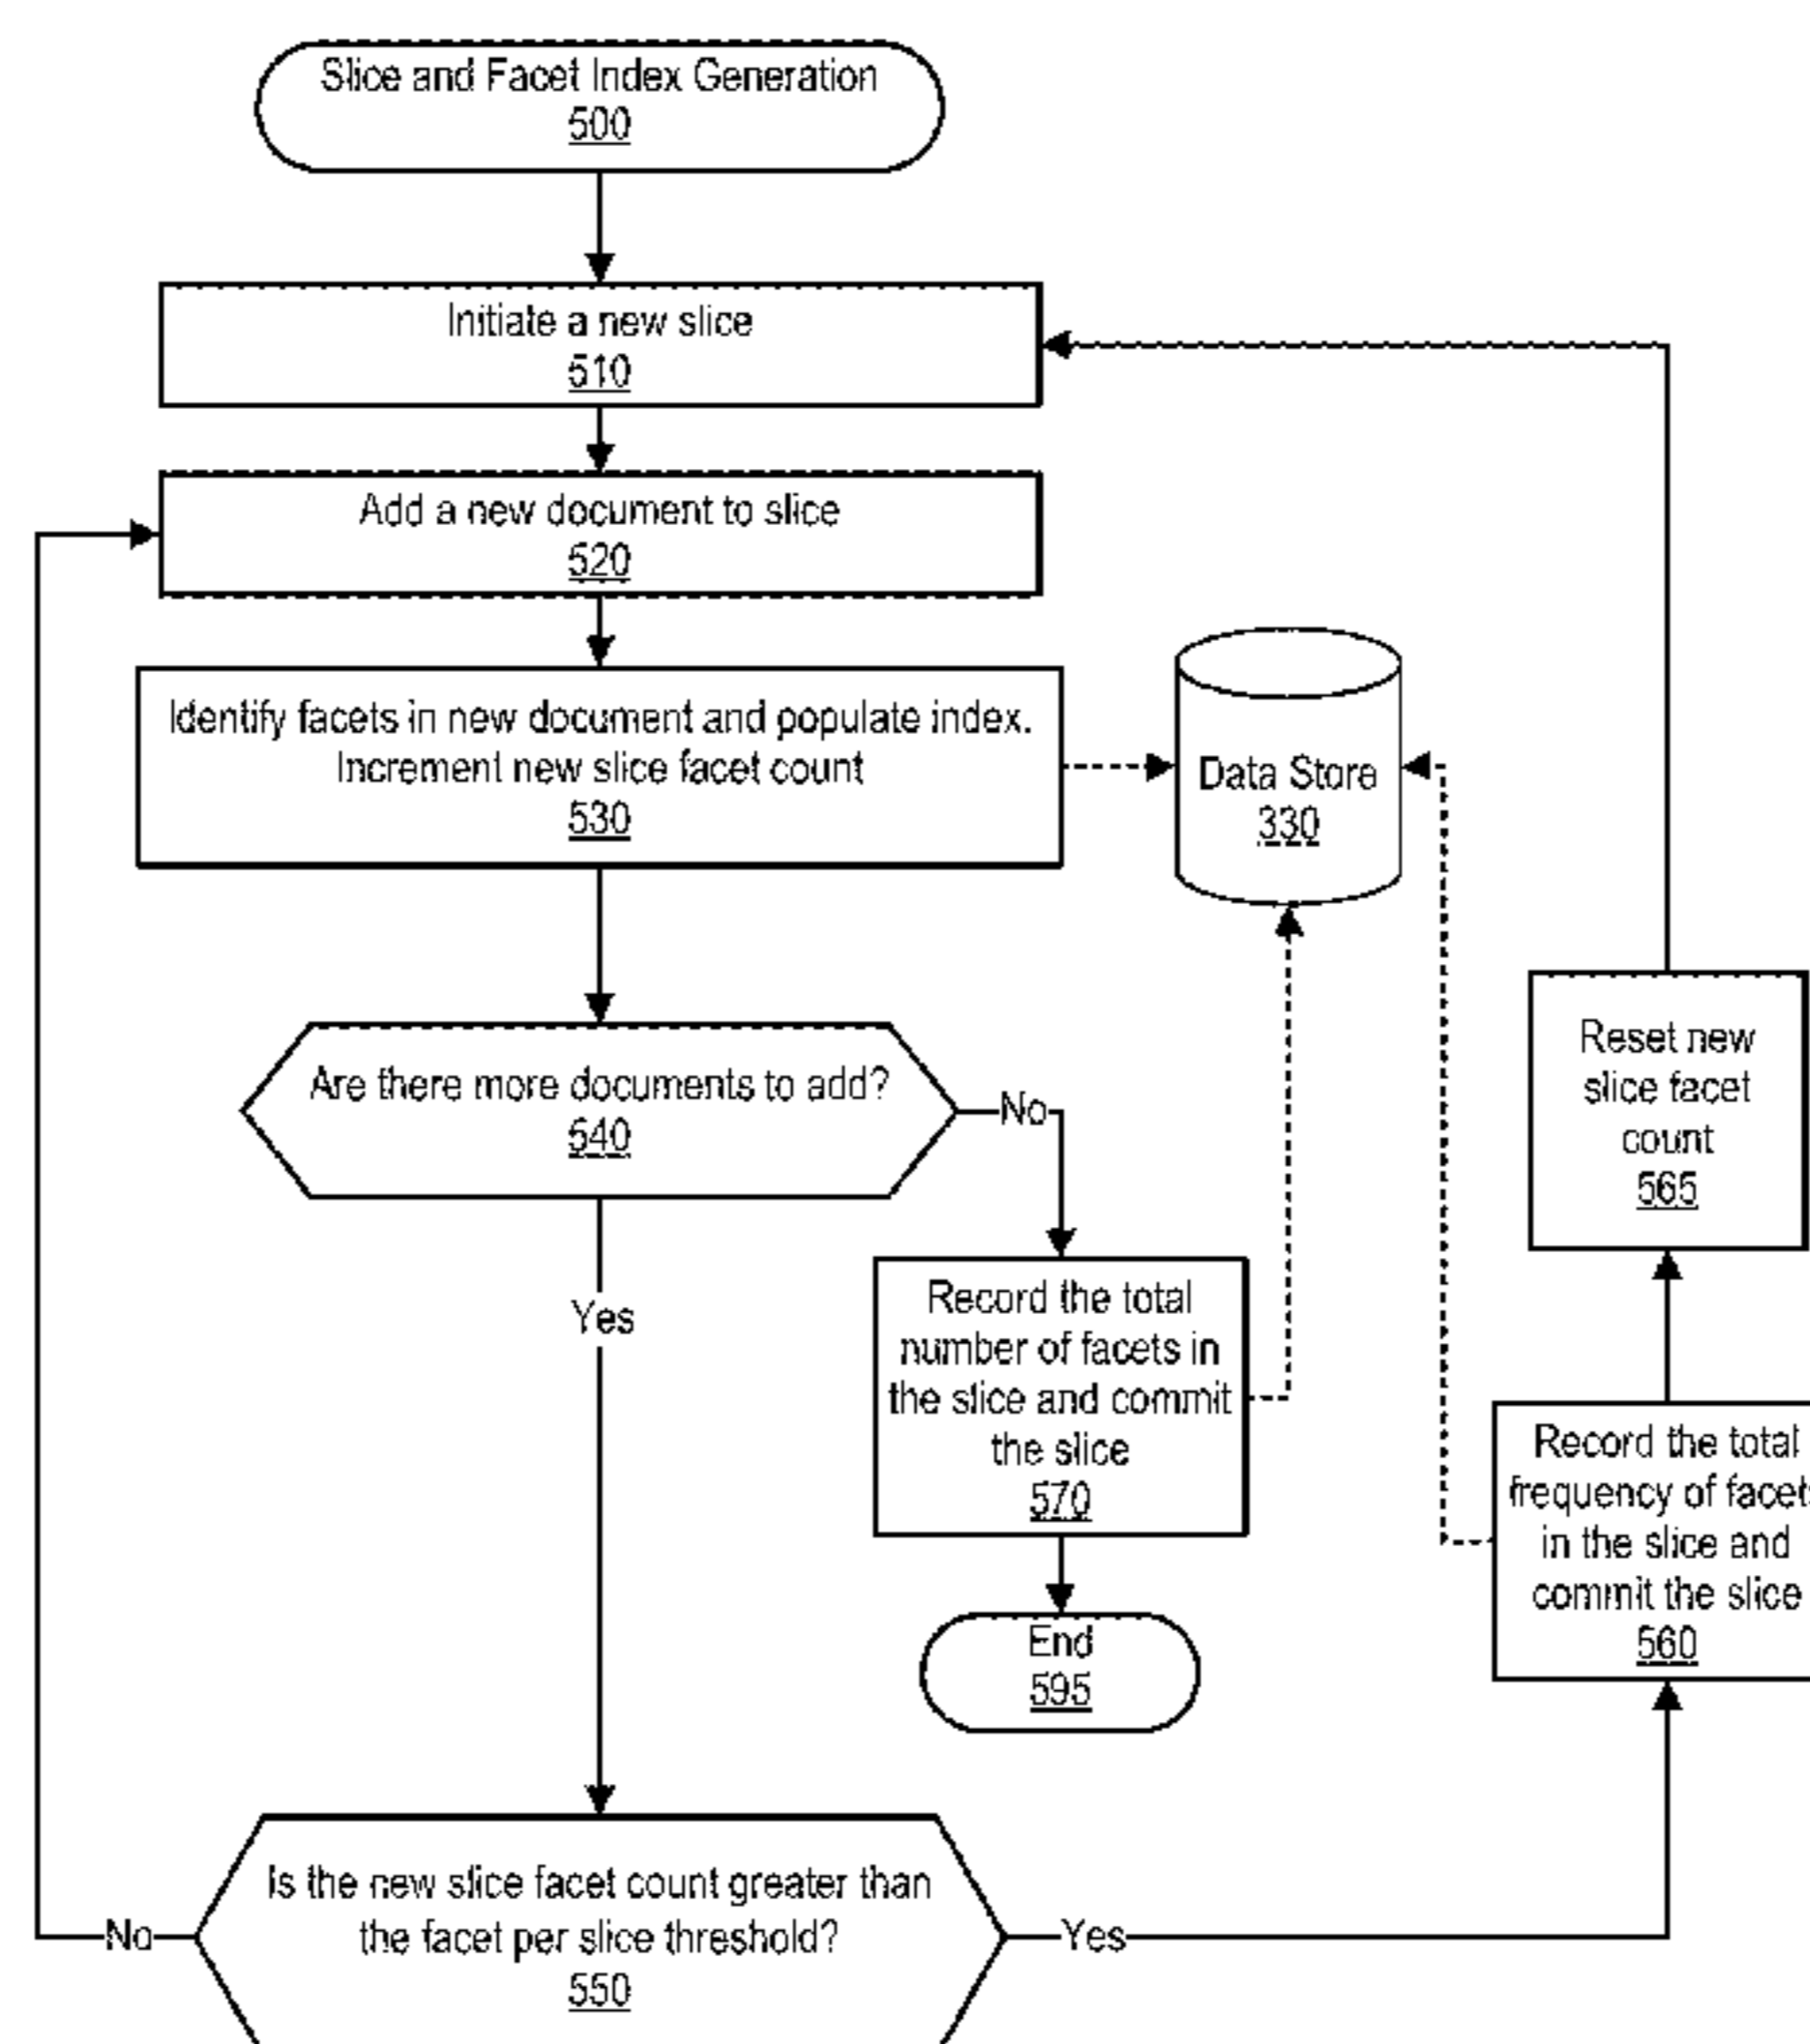 Slice and Facet Index Generation
500
Initiate a new slice
510
Add a new document to slice
520
Identify facets in new document and populate index.
Increment new slice facet count
530
Data Store
330
Are there more documents to add?
540
No
Yes
Record the total
number of facets in
the slice and commit
the slice
570
End
595
Reset new
slice facet
count
565
Record the total
frequency of facets
in the slice and
commit the slice
560
Is the new slice facet count greater than
the facet per slice threshold?
550
No
Yes